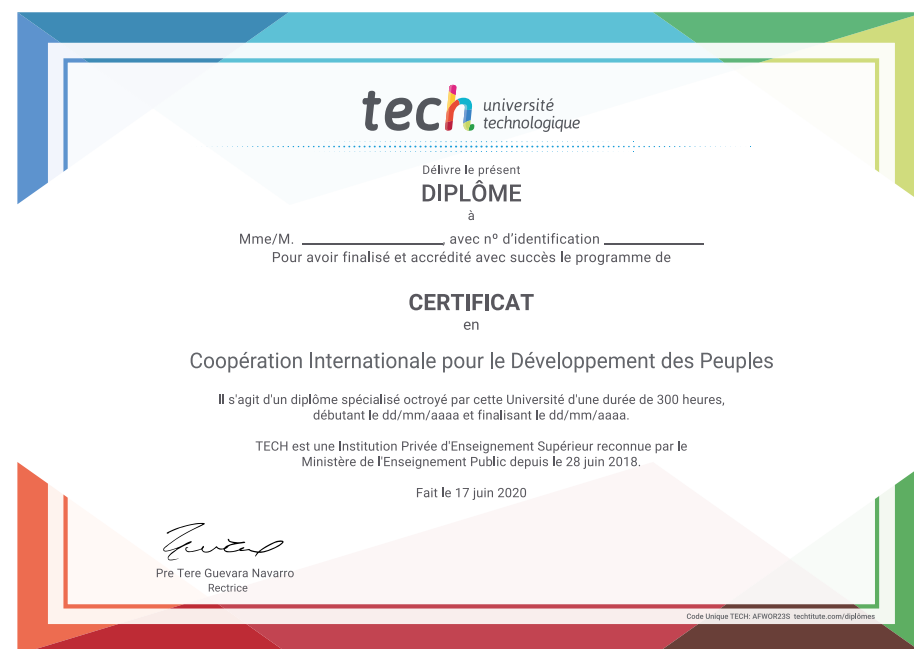 tech université
technologique
Délivre le présent
DIPLÔME
à
Mme/M. ____________________, avec nº d'identification ______________
Pour avoir finalisé et accrédité avec succès le programme de
CERTIFICAT
en
Coopération Internationale pour le Développement des Peuples
Il s'agit d'un diplôme spécialisé octroyé par cette Université d'une durée de 300 heures,
débutant le dd/mm/aaaa et finalisant le dd/mm/aaaa.
TECH est une Institution Privée d'Enseignement Supérieur reconnue par le
Ministère de l'Enseignement Public depuis le 28 juin 2018.
Fait le 17 juin 2020
Pre Tere Guevara Navarro
Rectrice
Code Unique TECH: AFWOR23S techtitute.com/diplômes